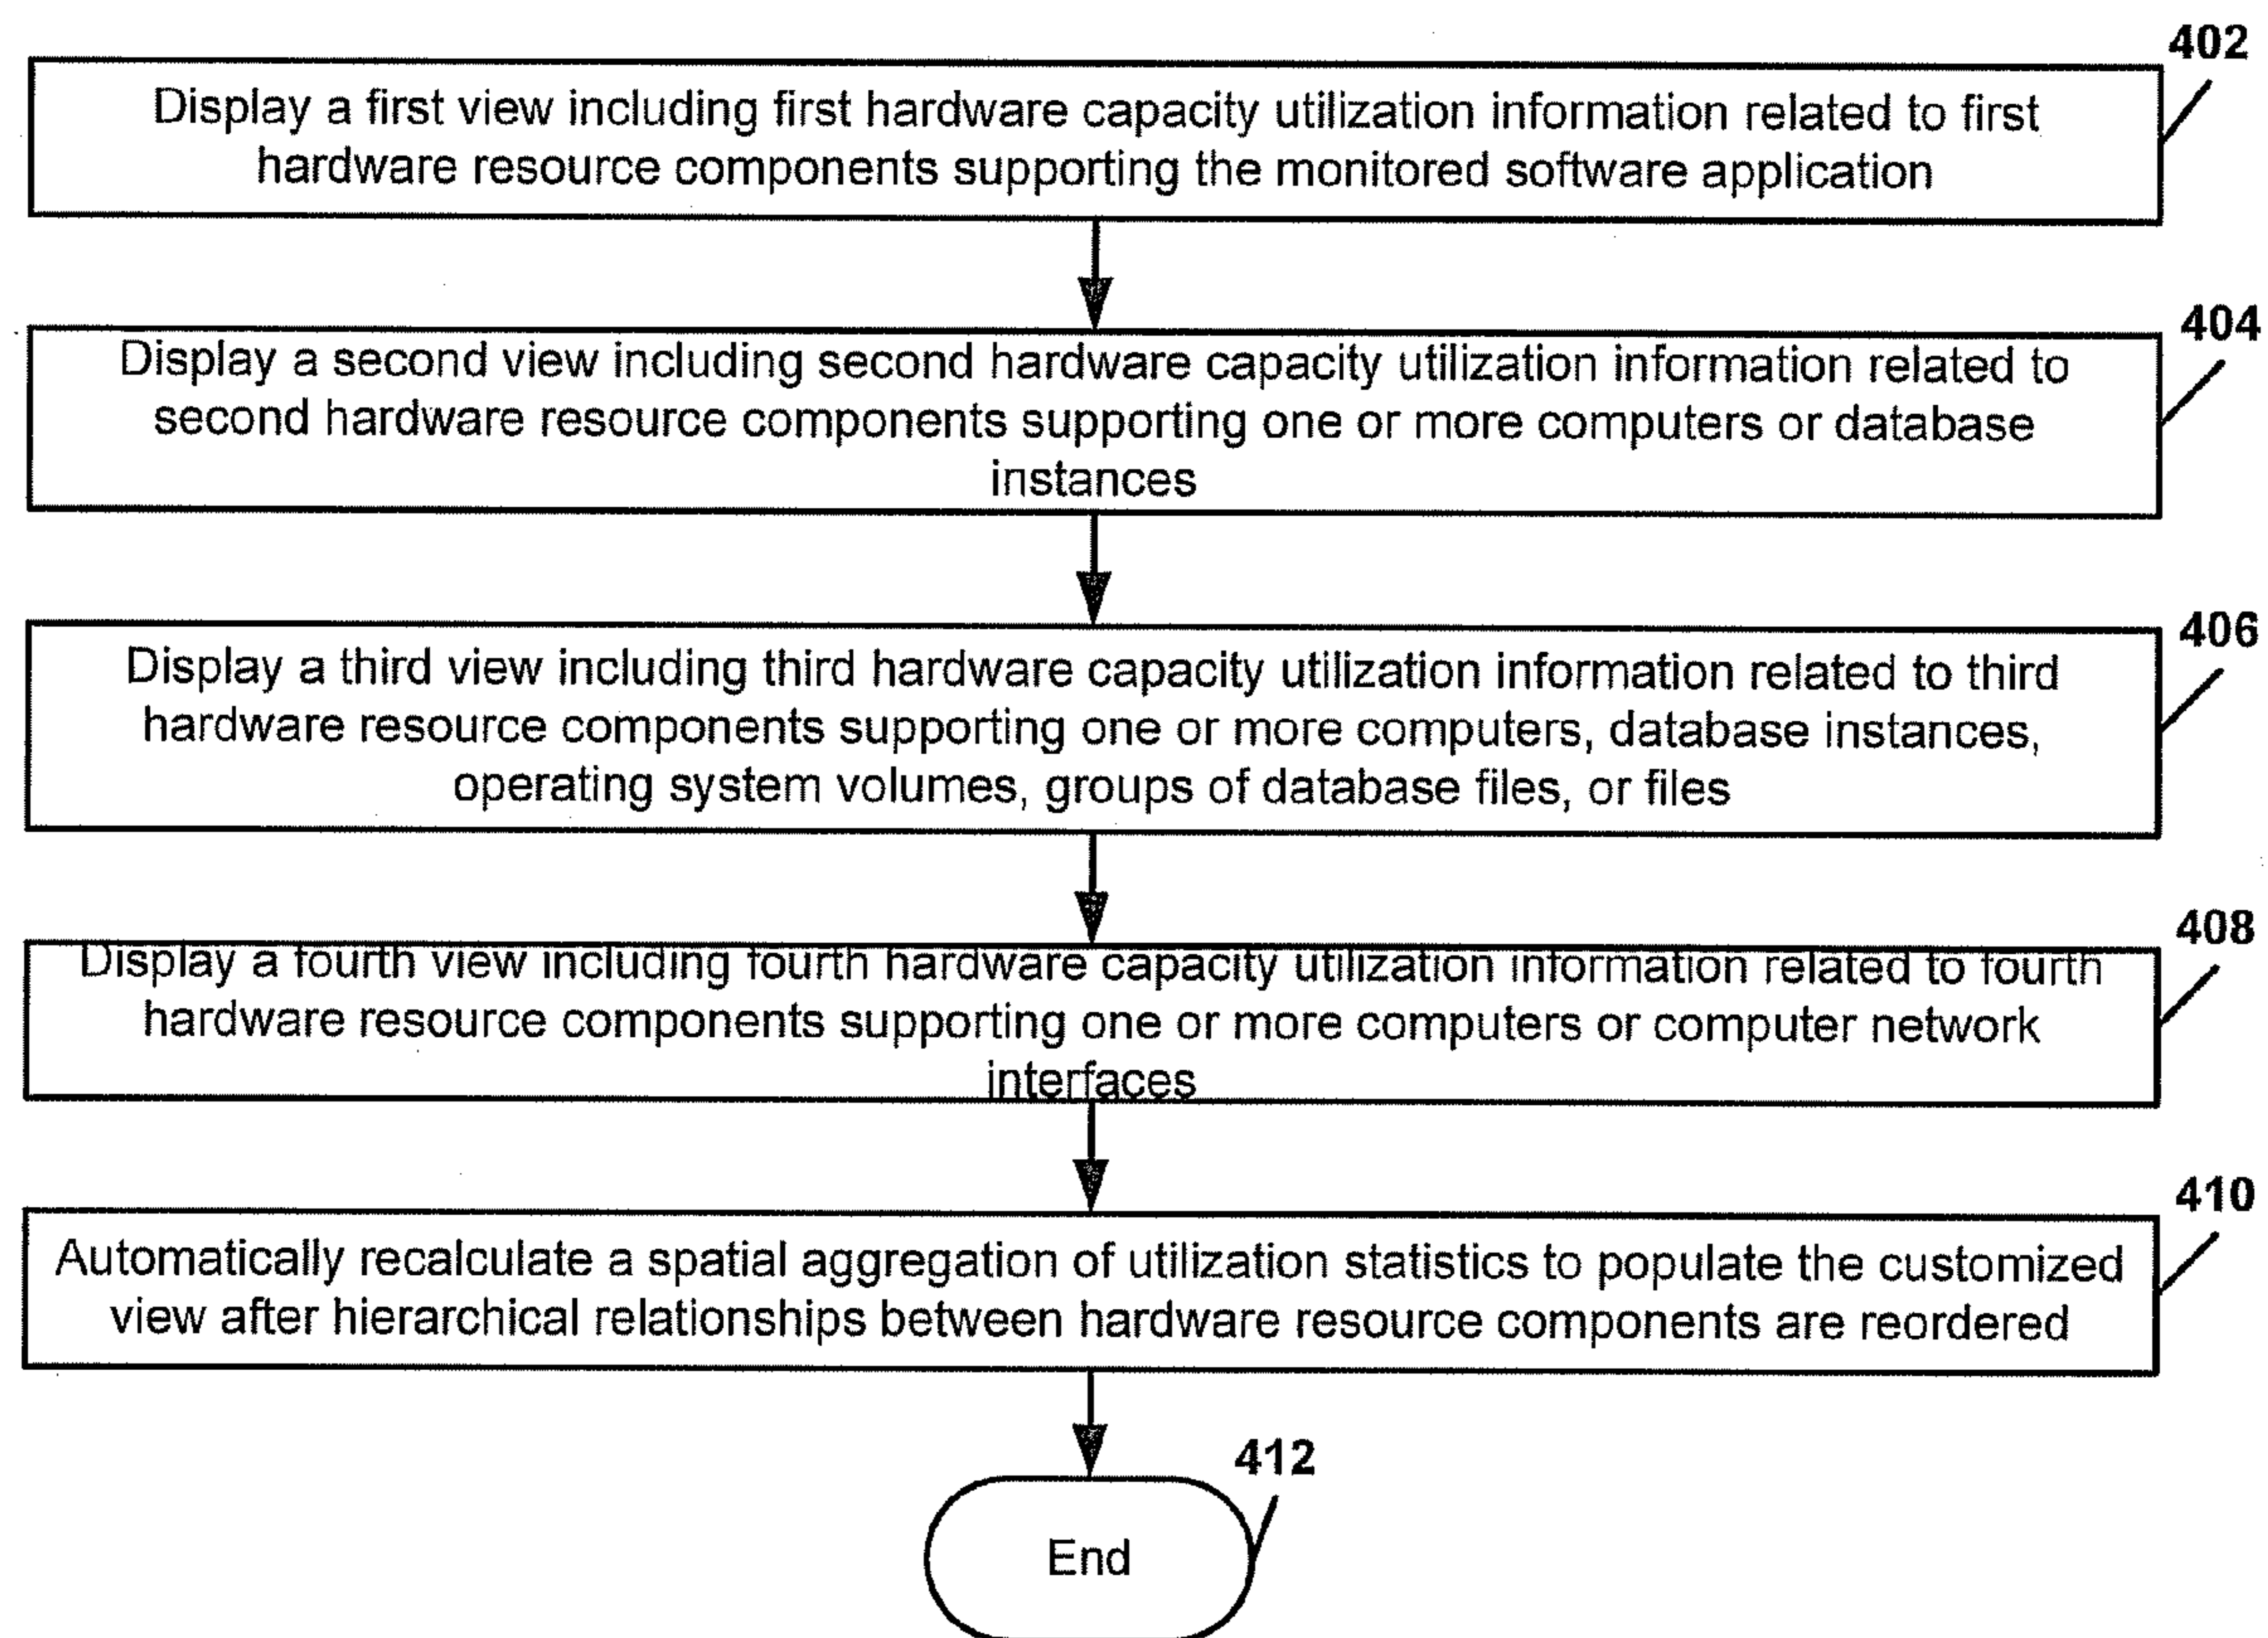 402
Display a first view including first hardware capacity utilization information related to first
hardware resource components supporting the monitored software application
404
Display a second view including second hardware capacity utilization information related to
second hardware resource components supporting one or more computers or database
instances
406
Display a third view including third hardware capacity utilization information related to third
hardware resource components supporting one or more computers, database instances,
operating system volumes, groups of database files, or files
408
Display a fourth view including fourth hardware capacity utilization information related to fourth
hardware resource components supporting one or more computers or computer network
interfaces
410
Automatically recalculate a spatial aggregation of utilization statistics to populate the customized
view after hierarchical relationships between hardware resource components are reordered
412
End